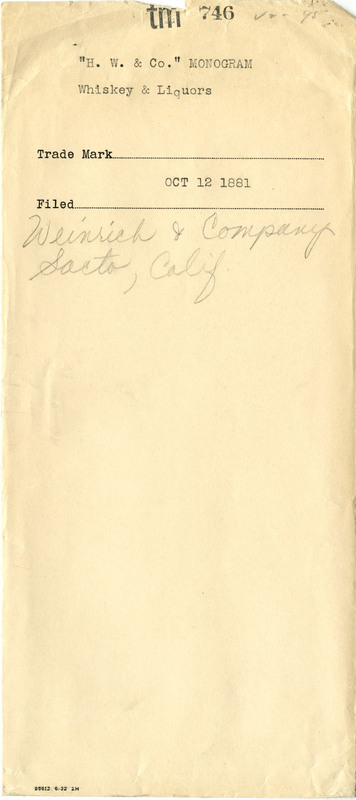 tm 746
"H. W. & Co." MONOGRAM
Whiskey & Liquors
Trade Mark
OCT 12 1881
Filed
Weinrich & Company
Sacto, Calif.